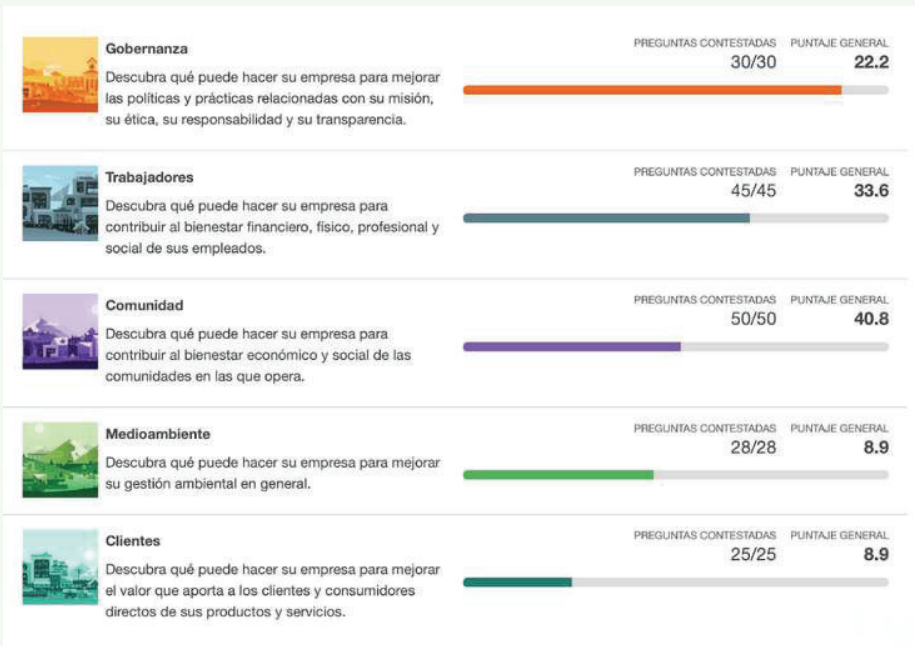 Gobernanza
PREGUNTAS CONTESTADAS PUNTAJE GENERAL
30/30 22.2
Descubra qué puede hacer su empresa para mejorar
las políticas y prácticas relacionadas con su misión,
su ética, su responsabilidad y su transparencia.
Trabajadores
PREGUNTAS CONTESTADAS PUNTAJE GENERAL
45/45 33.6
Descubra qué puede hacer su empresa para
contribuir al bienestar financiero, físico, profesional y
social de sus empleados.
Comunidad
PREGUNTAS CONTESTADAS PUNTAJE GENERAL
50/50 40.8
Descubra qué puede hacer su empresa para
contribuir al bienestar económico y social de las
comunidades en las que opera.
Medioambiente
PREGUNTAS CONTESTADAS PUNTAJE GENERAL
28/28 8.9
Descubra qué puede hacer su empresa para mejorar
su gestión ambiental en general.
Clientes
PREGUNTAS CONTESTADAS PUNTAJE GENERAL
25/25 8.9
Descubra qué puede hacer su empresa para mejorar
el valor que aporta a los clientes y consumidores
directos de sus productos y servicios.